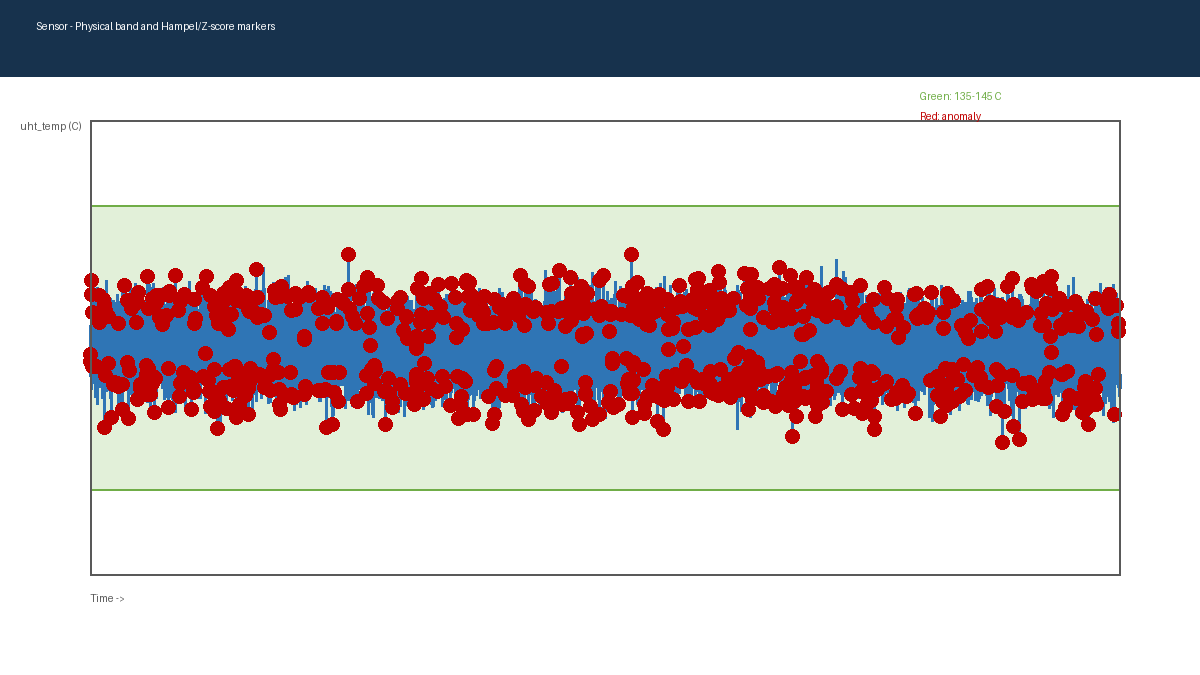 Sensor - Physical band and Hampel/Z-score markers
Green: 135-145 C
Red: anomaly
uht_temp (C)
Time ->